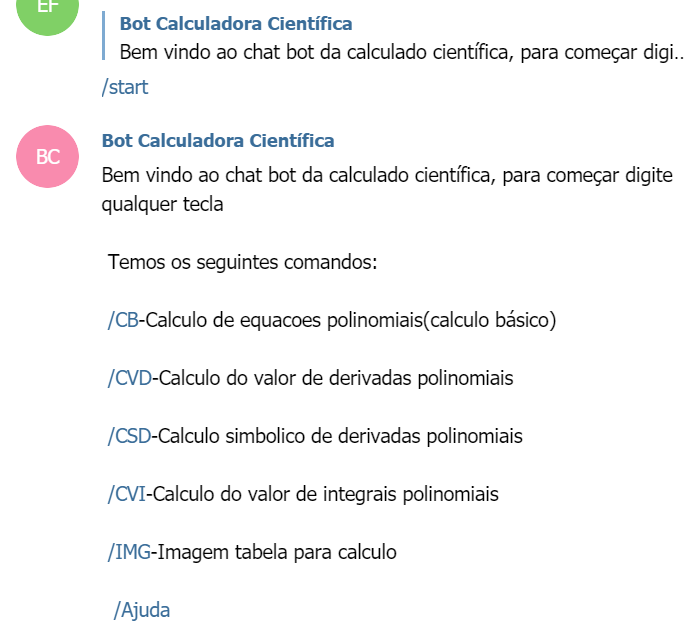 EF
Bot Calculadora Científica
Bem vindo ao chat bot da calculado científica, para começar digi..
/start
BC
Bot Calculadora Científica
Bem vindo ao chat bot da calculado científica, para começar digite
qualquer tecla
Temos os seguintes comandos:
/CB-Calculo de equacoes polinomiais(calculo básico)
/CVD-Calculo do valor de derivadas polinomiais
/CSD-Calculo simbolico de derivadas polinomiais
/CVI-Calculo do valor de integrais polinomiais
/IMG-Imagem tabela para calculo
/Ajuda